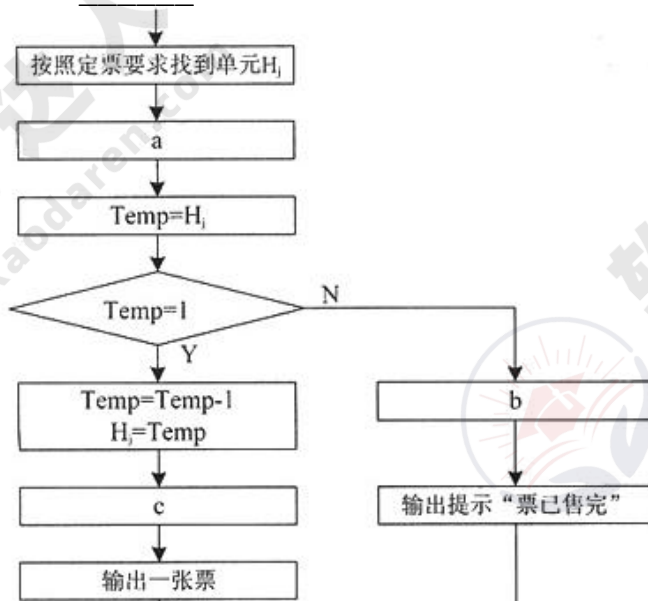 按照定票要求找到单元Hj
a
Temp=Hj
Temp=1
N
Y
Temp=Temp-1
Hj=Temp
b
c
输出提示“票已售完”
输出一张票